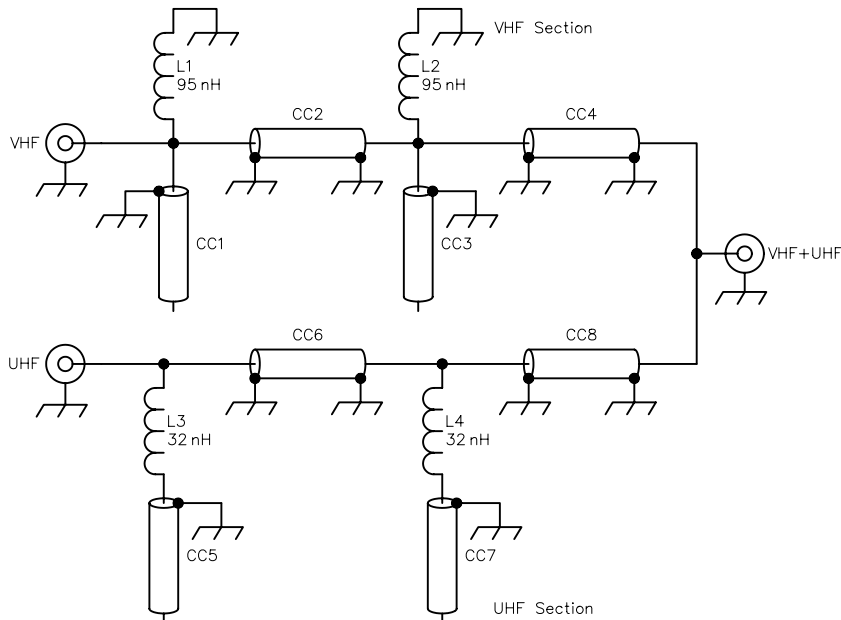 VHF Section
L1
95 nH
L2
95 nH
CC2
CC4
VHF
CC1
CC3
VHF+UHF
CC6
CC8
UHF
L3
32 nH
L4
32 nH
CC5
CC7
UHF Section